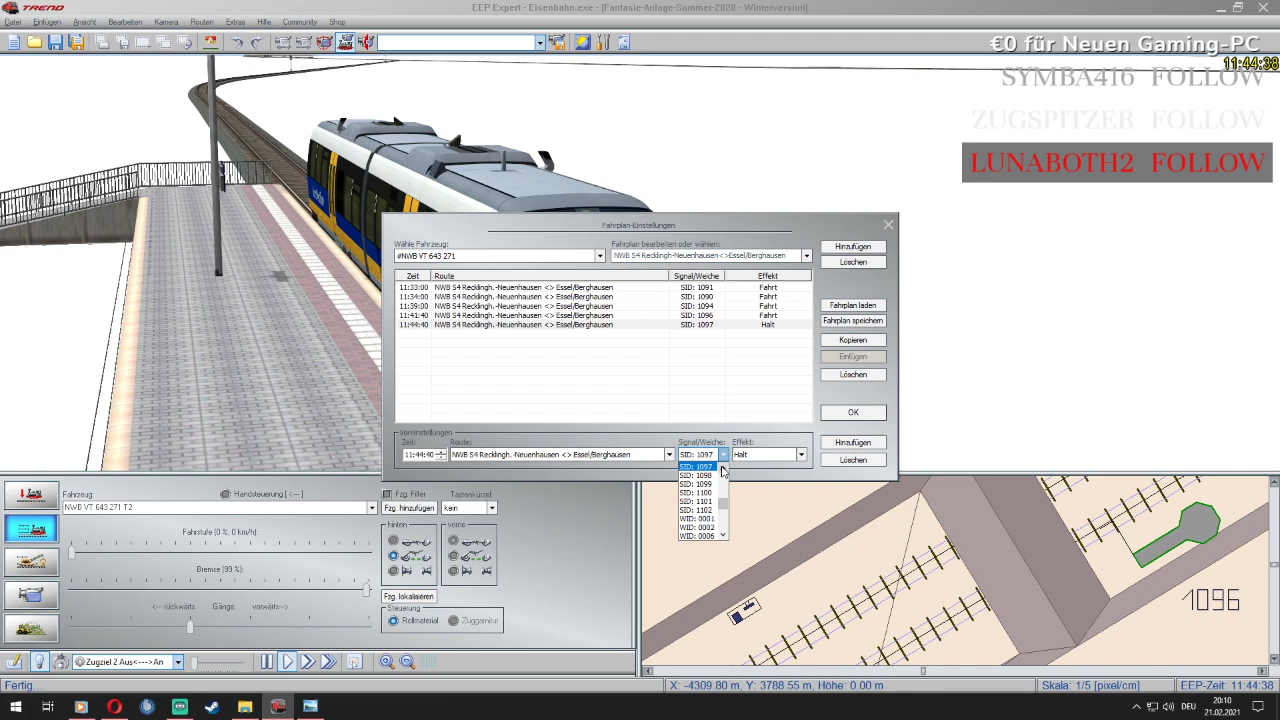 TREND
EEP Expert - Eisenbahn.exe - [Fantasie-Anlage-Sommer-2020 - Winterversion]
Datei Einfügen Ansicht Bearbeiten Kamera Routen Extras Hilfe Community Shop
€0 für Neuen Gaming-PC
11:44:38
SYMBA416 FOLLOW
ZUGSPITZER FOLLOW
LUNABOTH2 FOLLOW
Fahrplan-Einstellungen
Wähle Fahrzeug: Fahrplan bearbeiten oder wählen: Hinzufügen
#NWB VT 643 271 NWB S4 Recklingh-Neuenhausen<>Essel/Berghausen Löschen
Zeit Route Signal/Weiche Effekt
11:33:00 NWB S4 Recklingh.-Neuenhausen <> Essel/Berghausen SID: 1091 Fahrt
11:34:00 NWB S4 Recklingh.-Neuenhausen <> Essel/Berghausen SID: 1090 Fahrt
11:39:00 NWB S4 Recklingh.-Neuenhausen <> Essel/Berghausen SID: 1094 Fahrt
11:41:40 NWB S4 Recklingh.-Neuenhausen <> Essel/Berghausen SID: 1096 Fahrt
11:44:40 NWB S4 Recklingh.-Neuenhausen <> Essel/Berghausen SID: 1097 Halt
Fahrplan laden
Fahrplan speichern
Kopieren
Einfügen
Löschen
OK
Voreinstellungen
Zeit: Route: Signal/Weiche: Effekt: Hinzufügen
11:44:40 NWB S4 Recklingh.-Neuenhausen <> Essel/Berghausen SID: 1097 Halt Löschen
SID: 1097
SID: 1098
SID: 1099
SID: 1100
SID: 1101
SID: 1102
WID: 0001
WID: 0002
WID: 0006
Fahrzeug: Handsteuerung [<--] Fzg. Filter Tastenkürzel
NWB VT 643 271 T2 Fzg. hinzufügen kein
hinten vorne
Fahrstufe (0 %, 0 km/h):
Bremse (99 %)
Fzg. lokalisieren
<--- rückwärts Gänge: vorwärts--->
Steuerung
Rollmaterial Zuggarnitur
1096
Zugziel 2 Aus<--->An
Fertig... X: -4309.80 m, Y: 3788.55 m, Höhe: 0.00 m Skala: 1/5 [pixel/cm] EEP-Zeit: 11:44:38
DEU 20:10
21.02.2021